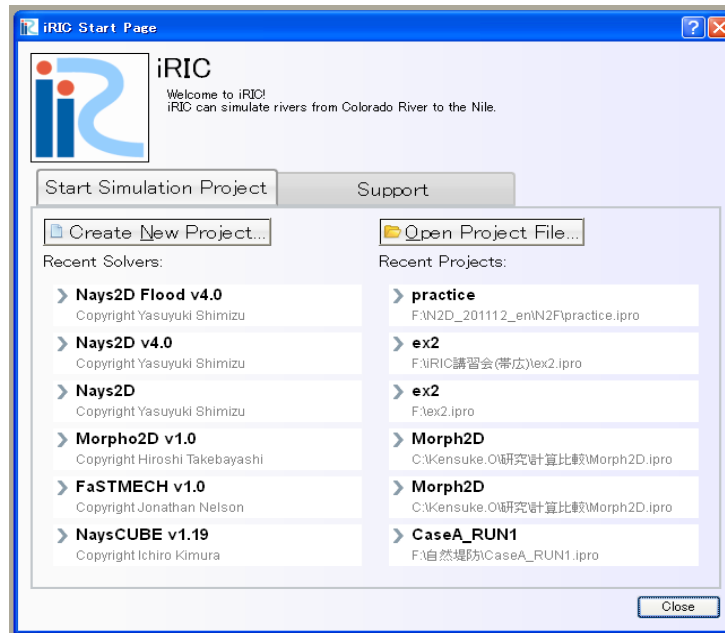 iRIC Start Page
iRIC
Welcome to iRIC!
iRIC can simulate rivers from Colorado River to the Nile.
Start Simulation Project
Support
Create New Project...
Open Project File...
Recent Solvers:
Recent Projects:
Nays2D Flood v4.0
Copyright Yasuyuki Shimizu
practice
F:\N2D_201112_en\N2F\practice.ipro
Nays2D v4.0
Copyright Yasuyuki Shimizu
ex2
F:\iRIC講習会(帯広)\ex2.ipro
Nays2D
Copyright Yasuyuki Shimizu
ex2
F:\ex2.ipro
Morpho2D v1.0
Copyright Hiroshi Takebayashi
Morph2D
C:\Kensuke.O\研究\計算比較\Morph2D.ipro
FaSTMECH v1.0
Copyright Jonathan Nelson
Morph2D
C:\Kensuke.O\研究\計算比較\Morph2D.ipro
NaysCUBE v1.19
Copyright Ichiro Kimura
CaseA_RUN1
F:\自然堤防\CaseA_RUN1.ipro
Close